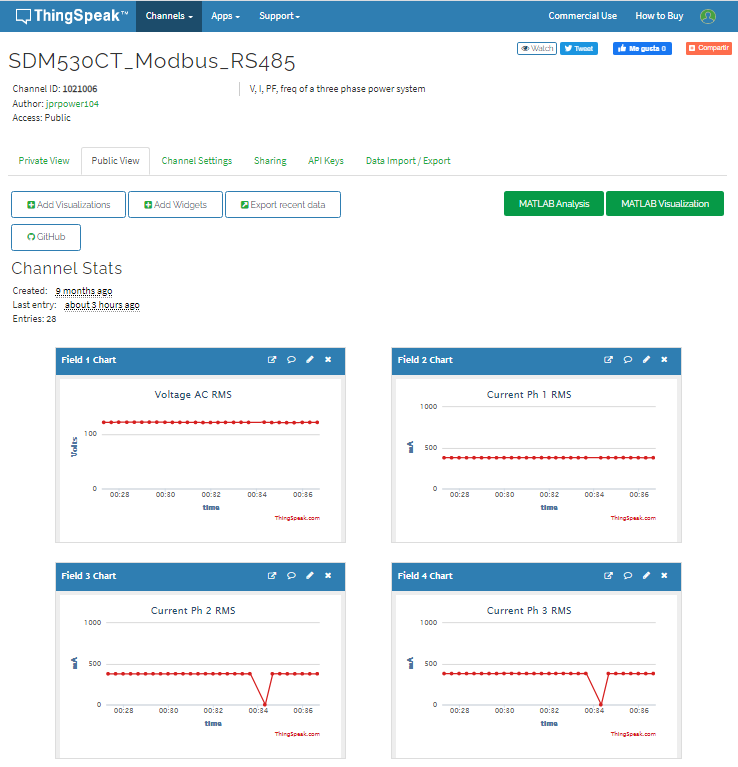 ThingSpeak™ Channels Apps Support Commercial Use How to Buy
SDM530CT_Modbus_RS485
Watch Tweet Me gusta 0 Compartir
Channel ID: 1021006 V, I, PF, freq of a three phase power system
Author: jprpower104
Access: Public
Private View Public View Channel Settings Sharing API Keys Data Import / Export
Add Visualizations Add Widgets Export recent data MATLAB Analysis MATLAB Visualization
GitHub
Channel Stats
Created: 9 months ago
Last entry: about 3 hours ago
Entries: 28
Field 1 Chart
Voltage AC RMS
100
0
Volts
00:28 00:30 00:32 00:34 00:36
time
ThingSpeak.com
Field 2 Chart
Current Ph 1 RMS
1000
500
0
mA
00:28 00:30 00:32 00:34 00:36
time
ThingSpeak.com
Field 3 Chart
Current Ph 2 RMS
1000
500
0
mA
00:28 00:30 00:32 00:34 00:36
time
ThingSpeak.com
Field 4 Chart
Current Ph 3 RMS
1000
500
0
mA
00:28 00:30 00:32 00:34 00:36
time
ThingSpeak.com